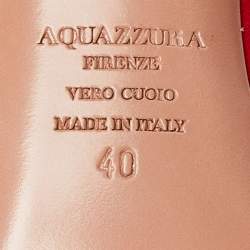 AQUAZZURA
FIRENZE
VERO CUOIO
MADE IN ITALY
40